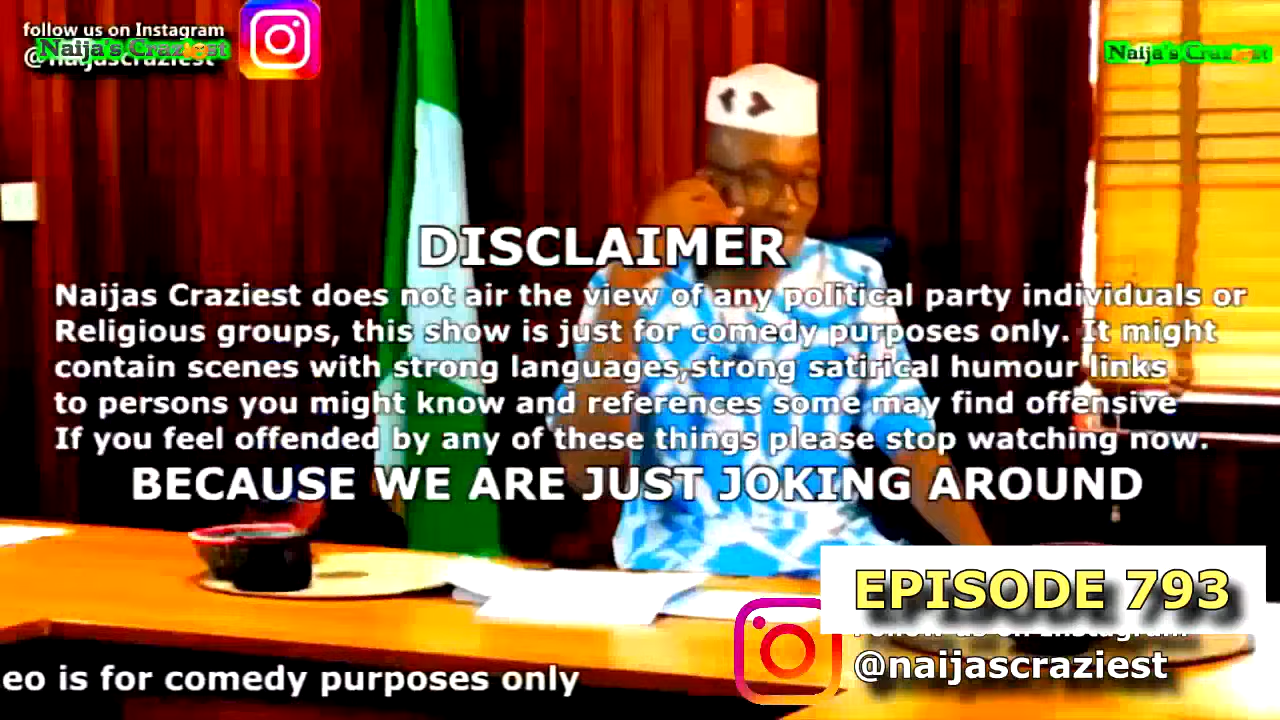 follow us on Instagram
Naija's Craziest
@naijascraziest
Naija's Craziest
DISCLAIMER
Naijas Craziest does not air the view of any political party individuals or
Religious groups, this show is just for comedy purposes only. It might
contain scenes with strong languages,strong satirical humour links
to persons you might know and references some may find offensive
If you feel offended by any of these things please stop watching now.
BECAUSE WE ARE JUST JOKING AROUND
EPISODE 793
Follow us on Instagram
@naijascraziest
eo is for comedy purposes only